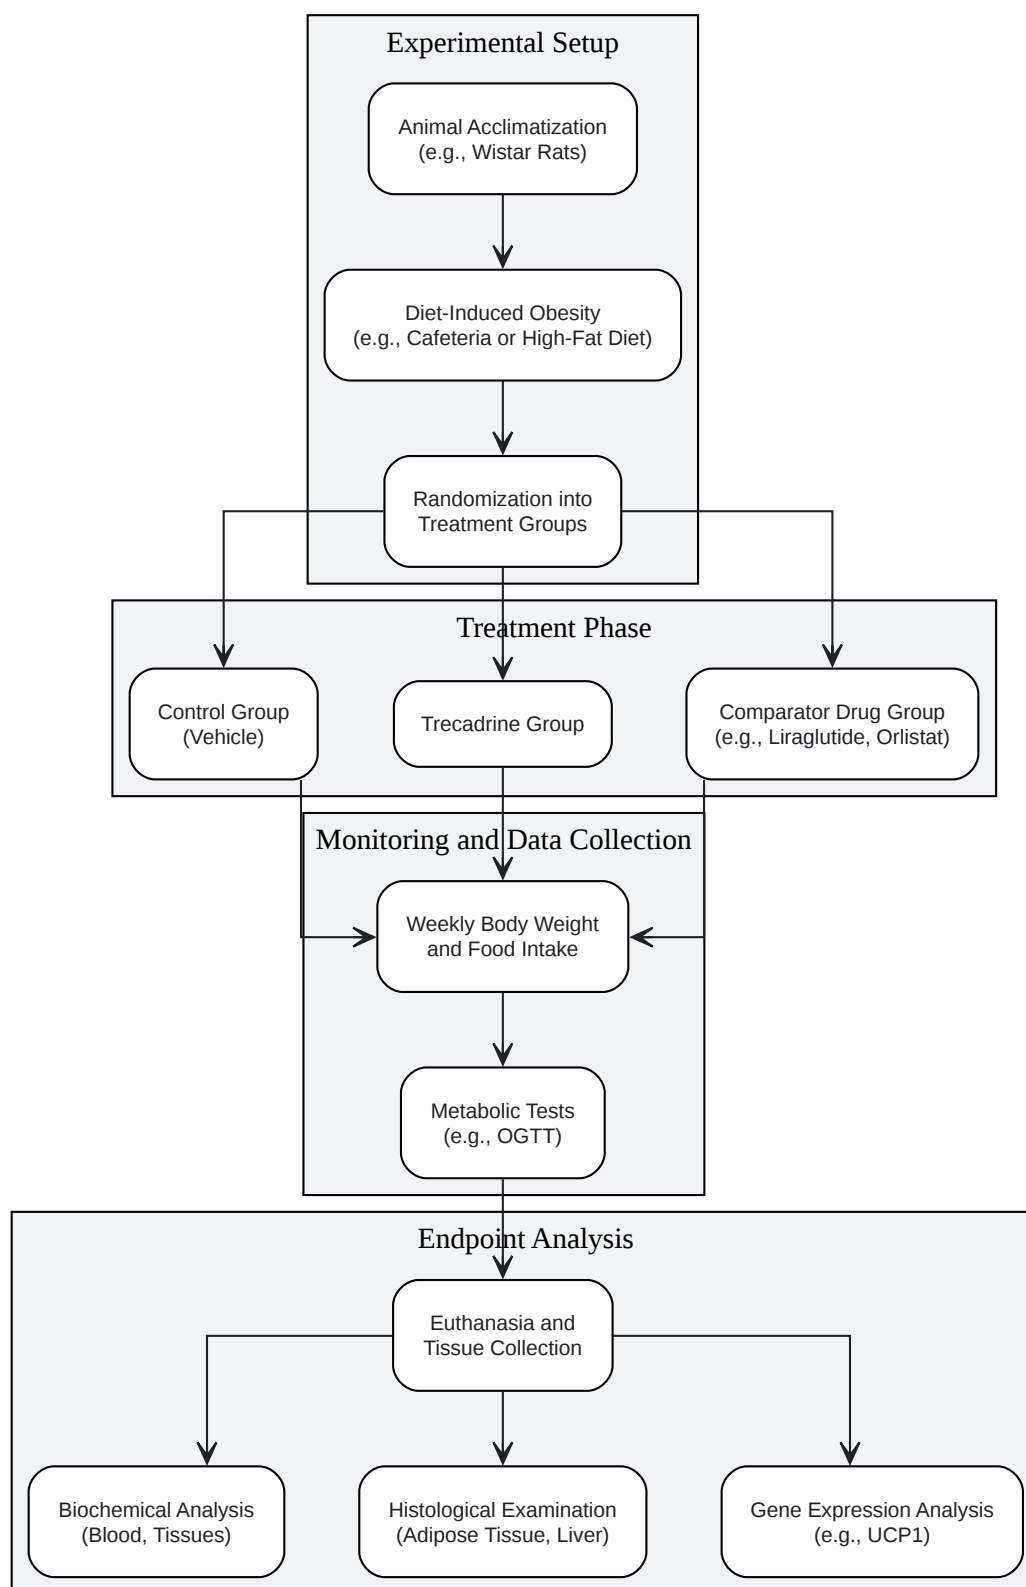 Experimental Setup
Animal Acclimatization
(e.g., Wistar Rats)
Diet-Induced Obesity
(e.g., Cafeteria or High-Fat Diet)
Randomization into
Treatment Groups
Treatment Phase
Control Group
(Vehicle)
Trecadrine Group
Comparator Drug Group
(e.g., Liraglutide, Orlistat)
Monitoring and Data Collection
Weekly Body Weight
and Food Intake
Metabolic Tests
(e.g., OGTT)
Endpoint Analysis
Euthanasia and
Tissue Collection
Biochemical Analysis
(Blood, Tissues)
Histological Examination
(Adipose Tissue, Liver)
Gene Expression Analysis
(e.g., UCP1)